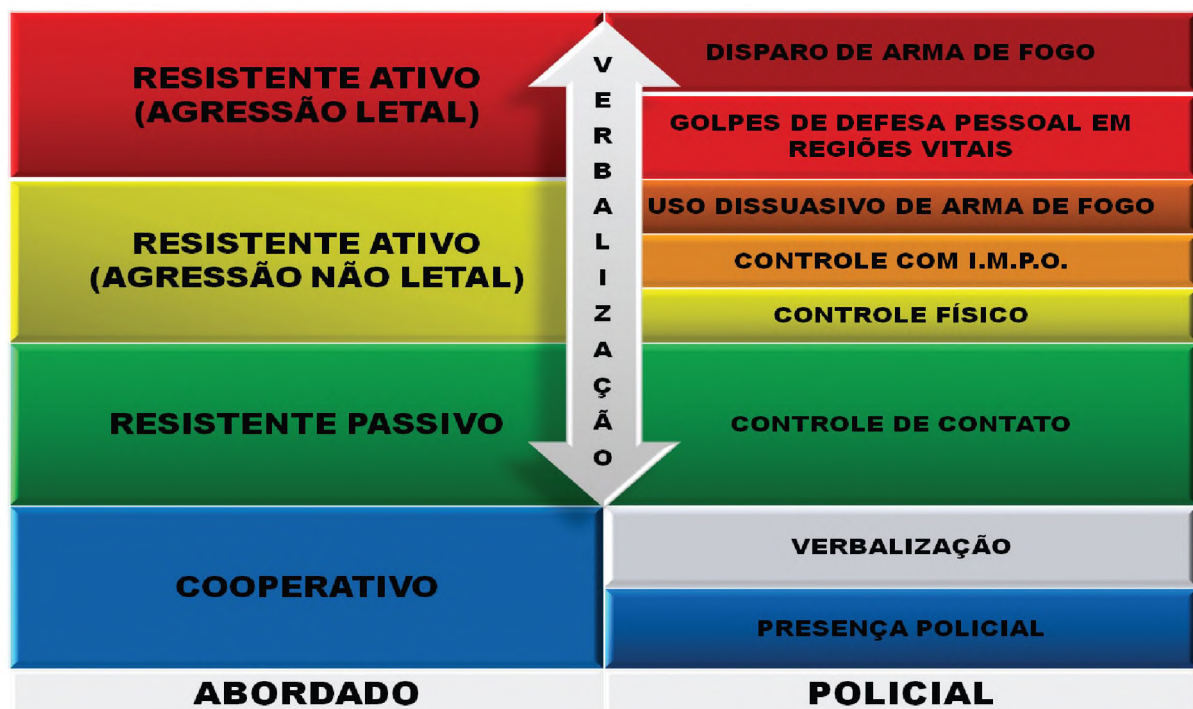 RESISTENTE ATIVO
(AGRESSÃO LETAL)
RESISTENTE ATIVO
(AGRESSÃO NÃO LETAL)
RESISTENTE PASSIVO
COOPERATIVO
ABORDADO
VERBALIZAÇÃO
DISPARO DE ARMA DE FOGO
GOLPES DE DEFESA PESSOAL EM
REGIÕES VITAIS
USO DISSUASIVO DE ARMA DE FOGO
CONTROLE COM I.M.P.O.
CONTROLE FÍSICO
CONTROLE DE CONTATO
VERBALIZAÇÃO
PRESENÇA POLICIAL
POLICIAL